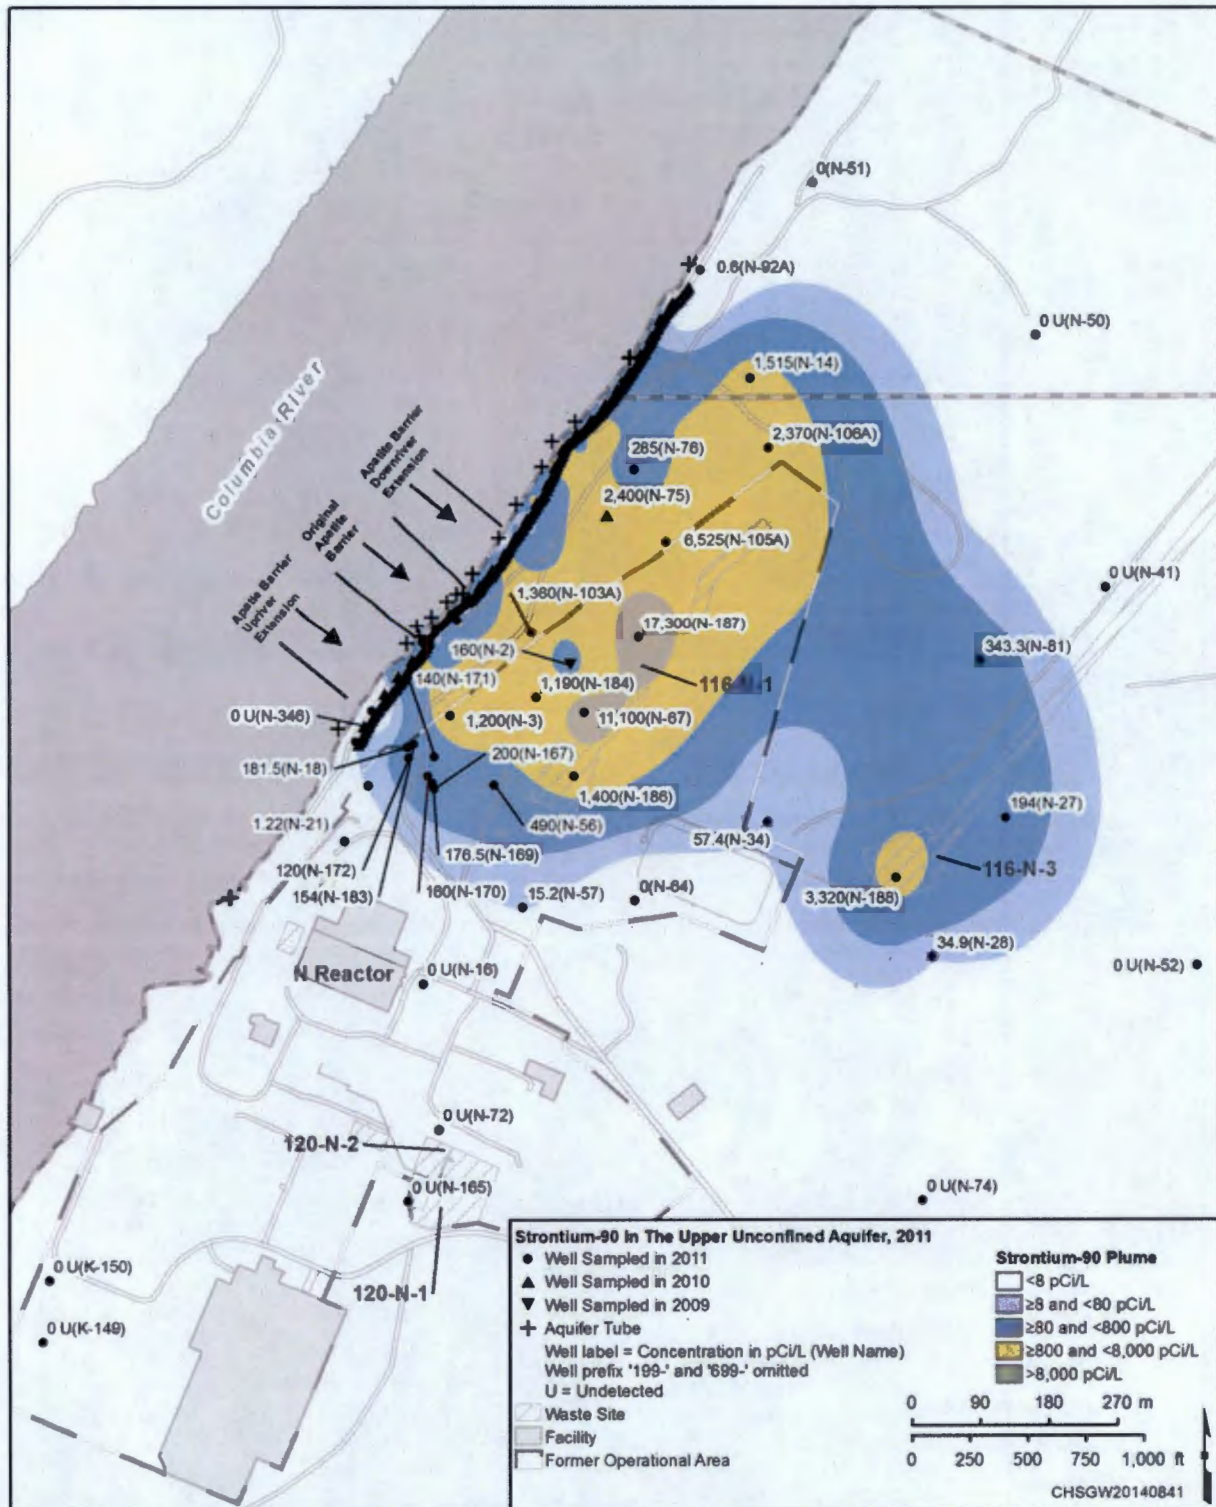 0(N-51)
0.6(N-92A)
0 U(N-50)
1,515(N-14)
Columbia River
Apatite Barrier
Downriver
Extension
2,370(N-106A)
285(N-76)
2,400(N-75)
Original
Apatite
Barrier
6,525(N-105A)
Apatite Barrier
Upriver
Extension
1,360(N-103A)
0 U(N-41)
17,300(N-187)
160(N-2)
343.3(N-81)
140(N-171)
1,190(N-184)
116-N-1
0 U(N-346)
1,200(N-3)
11,100(N-67)
181.5(N-18)
200(N-167)
1,400(N-186)
194(N-27)
1.22(N-21)
490(N-56)
57.4(N-34)
176.5(N-169)
120(N-172)
116-N-3
154(N-183)
160(N-170)
15.2(N-57)
0(N-64)
3,320(N-188)
34.9(N-28)
N Reactor
0 U(N-16)
0 U(N-52)
0 U(N-72)
120-N-2
0 U(N-165)
0 U(N-74)
0 U(K-150)
120-N-1
0 U(K-149)
Strontium-90 In The Upper Unconfined Aquifer, 2011
Well Sampled in 2011
Well Sampled in 2010
Well Sampled in 2009
Aquifer Tube
Well label = Concentration in pCi/L (Well Name)
Well prefix '199-' and '699-' omitted
U = Undetected
Waste Site
Facility
Former Operational Area
Strontium-90 Plume
<8 pCi/L
≥8 and <80 pCi/L
≥80 and <800 pCi/L
≥800 and <8,000 pCi/L
>8,000 pCi/L
0 90 180 270 m
0 250 500 750 1,000 ft
CHSGW20140841